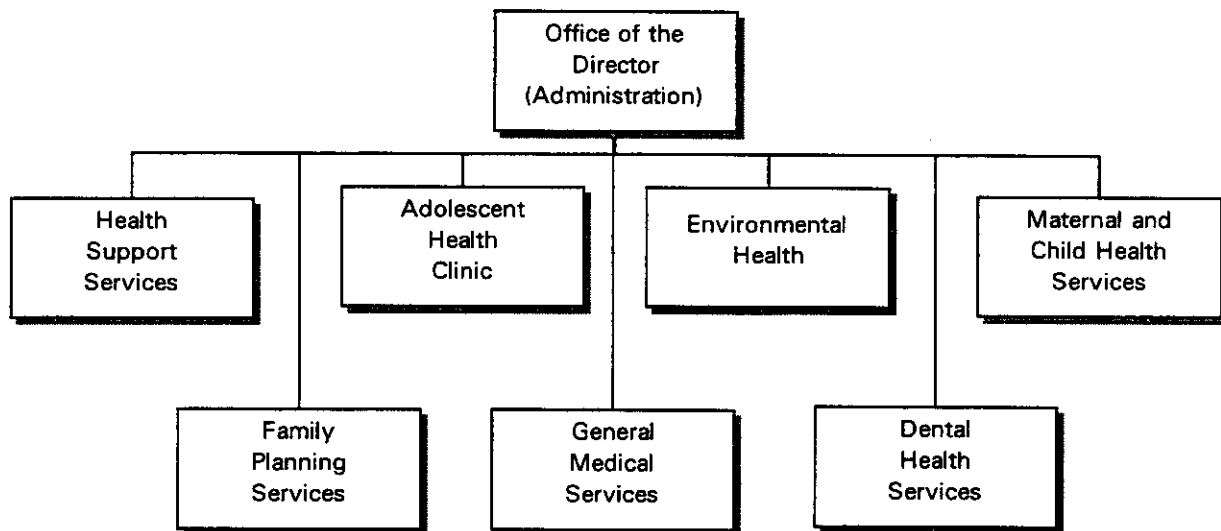 Office of the
Director
(Administration)
Health
Support
Services
Adolescent
Health
Clinic
Environmental
Health
Maternal and
Child Health
Services
Family
Planning
Services
General
Medical
Services
Dental
Health
Services